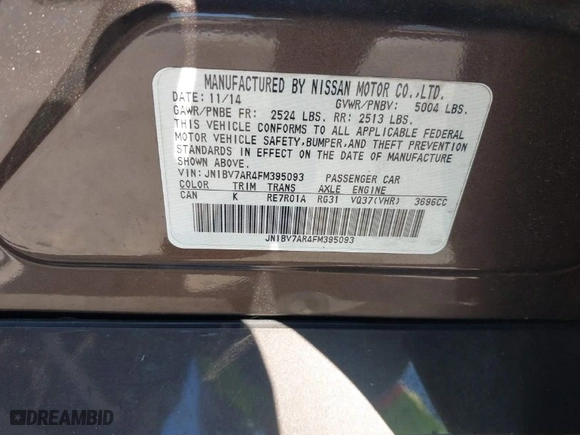 MANUFACTURED BY NISSAN MOTOR CO.,LTD.
DATE: 11/14 GVWR/PNBV: 5004 LBS.
GAWR/PNBE FR: 2524 LBS. RR: 2513 LBS.
THIS VEHICLE CONFORMS TO ALL APPLICABLE FEDERAL
MOTOR VEHICLE SAFETY,BUMPER,AND THEFT PREVENTION
STANDARDS IN EFFECT ON THE DATE OF MANUFACTURE
SHOWN ABOVE.
VIN: JN1BV7AR4FM395093 PASSENGER CAR
COLOR TRIM TRANS AXLE ENGINE
CAN K RE7R01A RG31 VQ37(VHR) 3696CC
JN1BV7AR4FM395093
DREAMBID